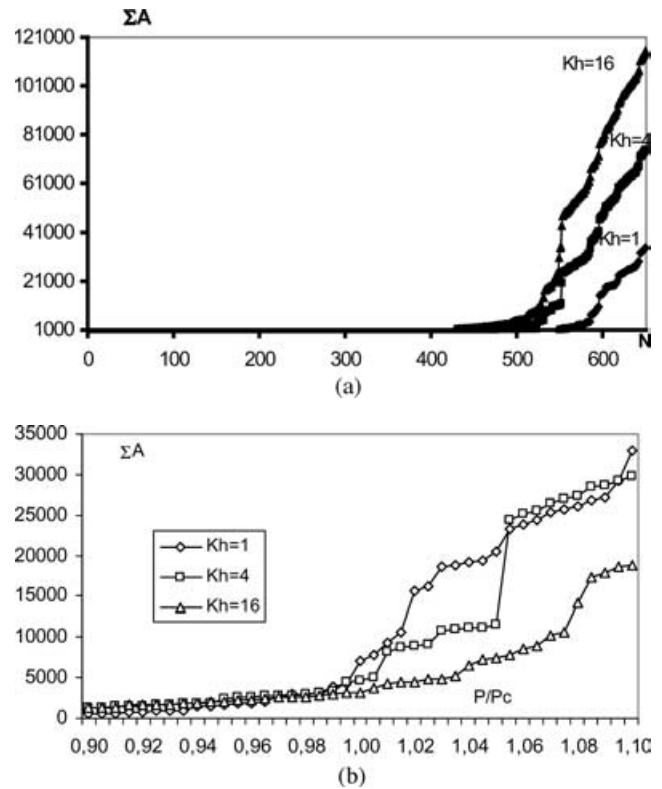 ΣA
121000
Kh=16
101000
81000
Kh=4
61000
41000
Kh=1
21000
1000
N
0 100 200 300 400 500 600
(a)
35000
ΣA
30000
25000
Kh=1
20000
Kh=4
15000
Kh=16
10000
5000
P/Pc
0
0,90 0,92 0,94 0,96 0,98 1,00 1,02 1,04 1,06 1,08 1,10
(b)